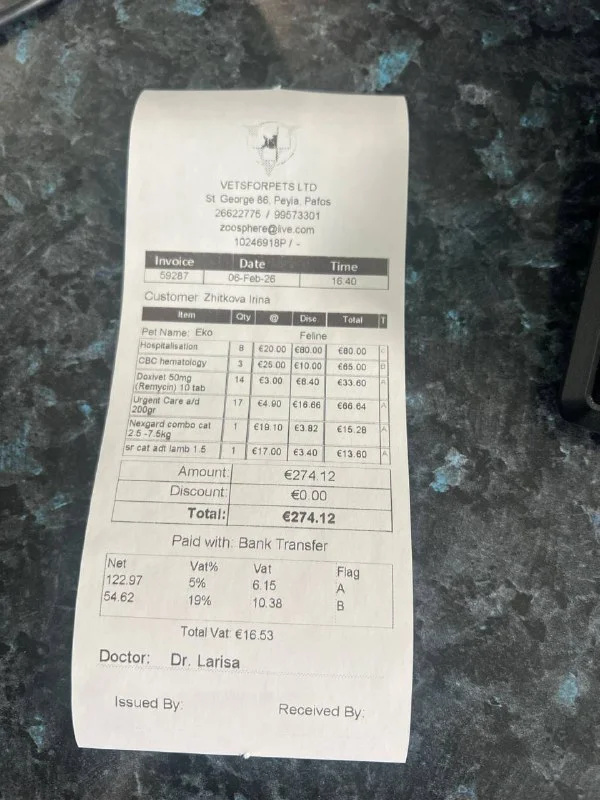 VETSFORPETS LTD
St. George 86, Peyia, Pafos
26622776 / 99573301
zoosphere@live.com
10246918P / -
Invoice Date Time
59287 06-Feb-26 16:40
Customer Zhitkova Irina
Item Qty @ Disc. Total T
Pet Name: Eko Feline
Hospitalisation 8 €20.00 €80.00 €80.00
CBC hematology 3 €25.00 €10.00 €65.00 B
Doxivet 50mg (Remycin) 10 tab 14 €3.00 €8.40 €33.60 A
Urgent Care a/d 200gr 17 €4.90 €16.66 €66.64 A
Nexgard combo cat 2.5 -7.5kg 1 €19.10 €3.82 €15.28 A
sr cat adt lamb 1.5 1 €17.00 €3.40 €13.60 A
Amount: €274.12
Discount: €0.00
Total: €274.12
Paid with: Bank Transfer
Net Vat% Vat Flag
122.97 5% 6.15 A
54.62 19% 10.38 B
Total Vat: €16.53
Doctor: Dr. Larisa
Issued By: Received By: